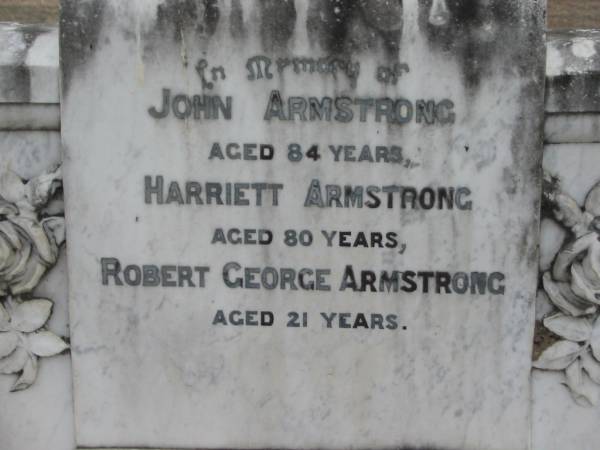 In Memory of
JOHN ARMSTRONG
AGED 84 YEARS,
HARRIETT ARMSTRONG
AGED 80 YEARS,
ROBERT GEORGE ARMSTRONG
AGED 21 YEARS.